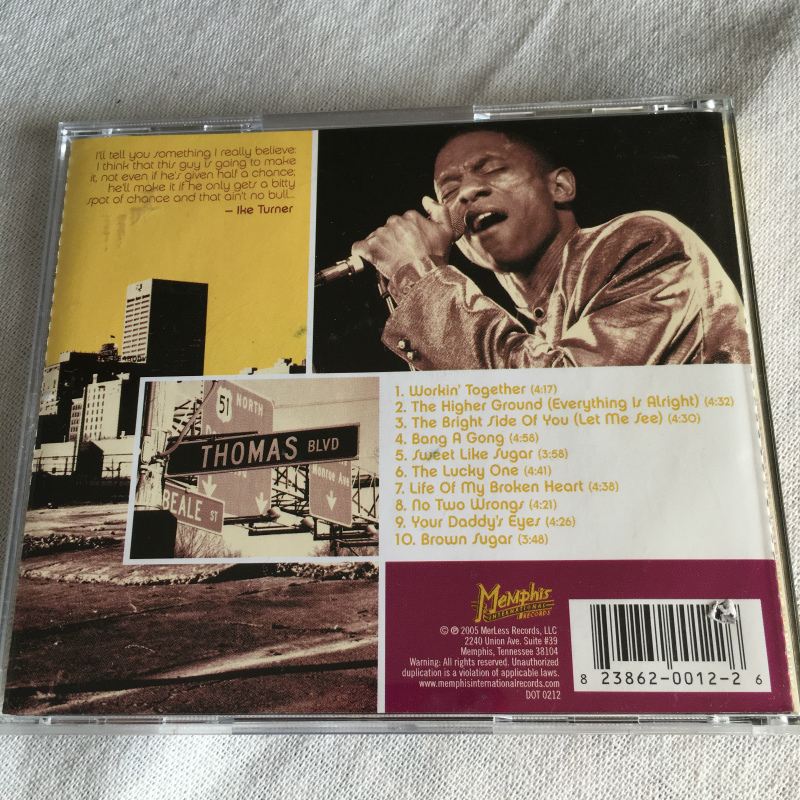 I'll tell you something I really believe:
I think that this guy is going to make
it, not even if he's given half a chance;
he'll make it if he only gets a bitty
spot of chance and that ain't no bull...
– Ike Turner
51 NORTH
THOMAS BLVD
Monroe Ave
BEALE ST
1. Workin' Together (4:17)
2. The Higher Ground (Everything Is Alright) (4:32)
3. The Bright Side Of You (Let Me See) (4:30)
4. Bang A Gong (4:58)
5. Sweet Like Sugar (3:58)
6. The Lucky One (4:41)
7. Life Of My Broken Heart (4:38)
8. No Two Wrongs (4:21)
9. Your Daddy's Eyes (4:26)
10. Brown Sugar (3:48)
Memphis
INTERNATIONAL
RECORDS
© ℗ 2005 MerLess Records, LLC
2240 Union Ave. Suite #39
Memphis, Tennessee 38104
Warning: All rights reserved. Unauthorized
duplication is a violation of applicable laws.
www.memphisinternationalrecords.com
DOT 0212
8 23862-0012-2 6